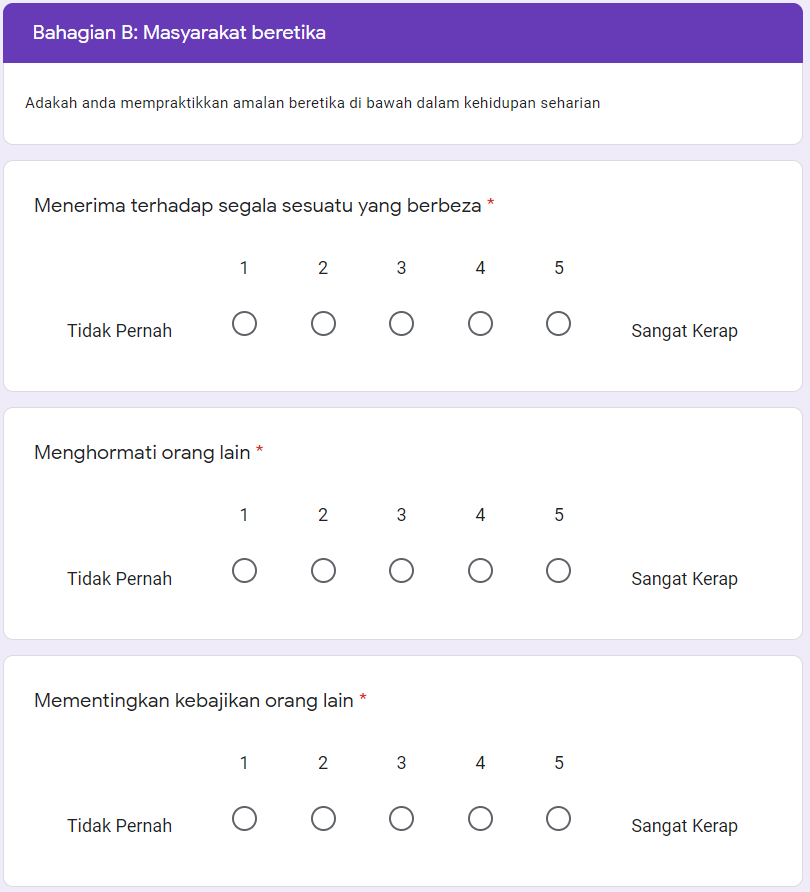 Bahagian B: Masyarakat beretika
Adakah anda mempraktikkan amalan beretika di bawah dalam kehidupan seharian
Menerima terhadap segala sesuatu yang berbeza *
1 2 3 4 5
Tidak Pernah Sangat Kerap
Menghormati orang lain *
1 2 3 4 5
Tidak Pernah Sangat Kerap
Mementingkan kebajikan orang lain *
1 2 3 4 5
Tidak Pernah Sangat Kerap